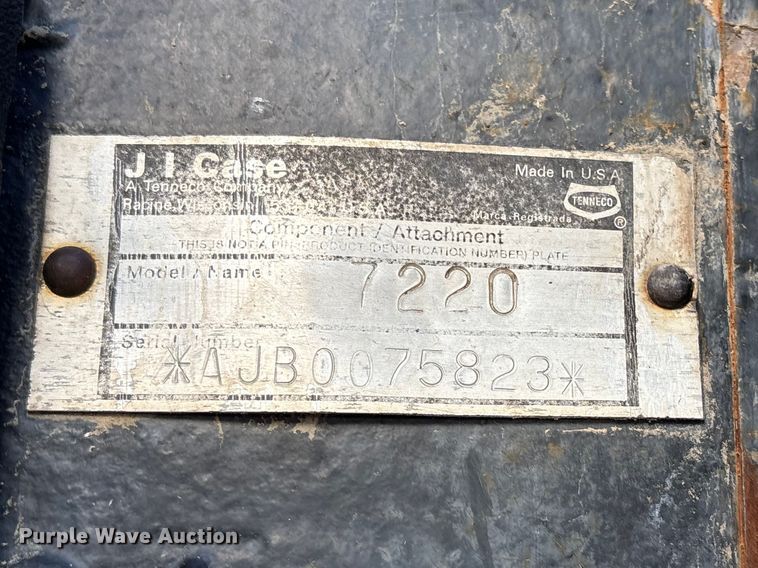 J I Case
A Tenneco Company
Racine, Wisconsin U.S.A.
Made In U.S.A.
TENNECO
®
Marca Registrada
Component / Attachment
(THIS IS NOT A PIN (PRODUCT IDENTIFICATION NUMBER) PLATE
Model / Name
7220
Serial Number
*AJB0075823*
Purple Wave Auction